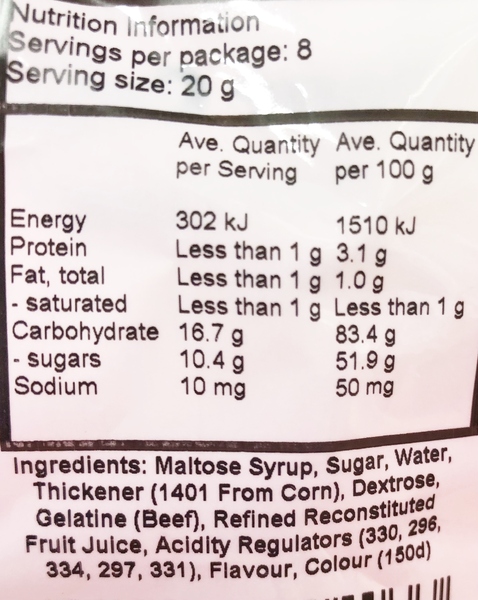 Nutrition Information
Servings per package: 8
Serving size: 20 g
Ave. Quantity Ave. Quantity
per Serving per 100 g
Energy 302 kJ 1510 kJ
Protein Less than 1 g 3.1 g
Fat, total Less than 1 g 1.0 g
- saturated Less than 1 g Less than 1 g
Carbohydrate 16.7 g 83.4 g
- sugars 10.4 g 51.9 g
Sodium 10 mg 50 mg
Ingredients: Maltose Syrup, Sugar, Water,
Thickener (1401 From Corn), Dextrose,
Gelatine (Beef), Refined Reconstituted
Fruit Juice, Acidity Regulators (330, 296,
334, 297, 331), Flavour, Colour (150d)